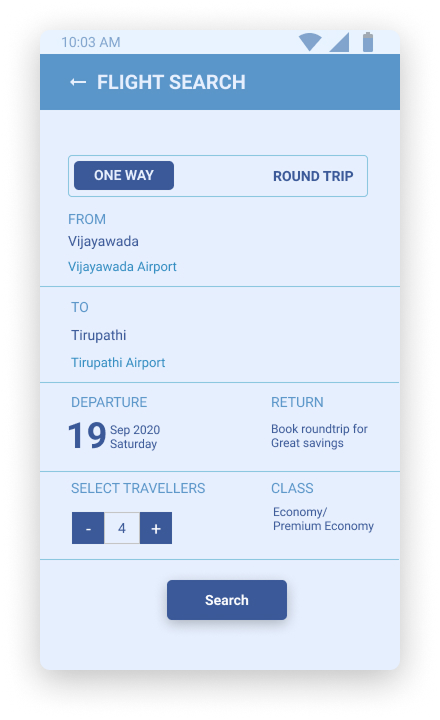 10:03 AM
← FLIGHT SEARCH
ONE WAY
ROUND TRIP
FROM
Vijayawada
Vijayawada Airport
TO
Tirupathi
Tirupathi Airport
DEPARTURE
19 Sep 2020
Saturday
RETURN
Book roundtrip for
Great savings
SELECT TRAVELLERS
- 4 +
CLASS
Economy/
Premium Economy
Search